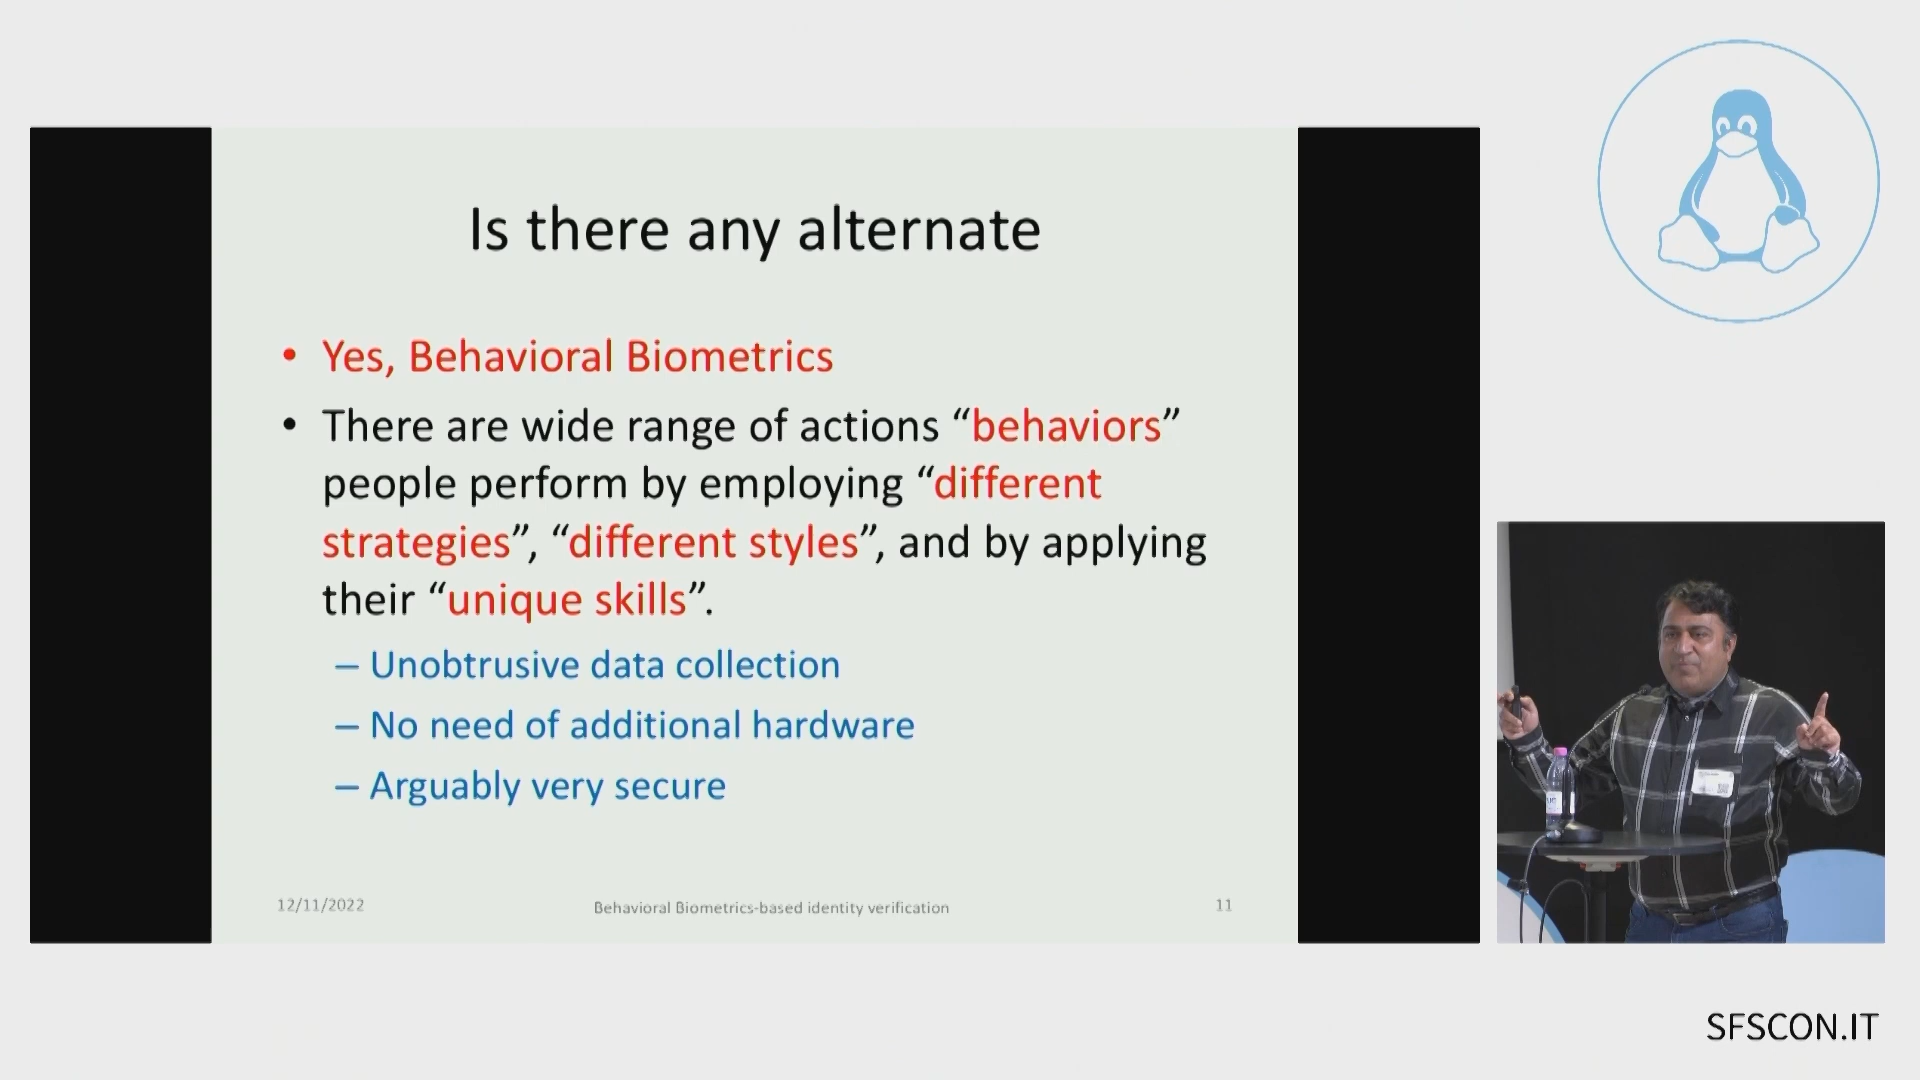 Is there any alternate
• Yes, Behavioral Biometrics
• There are wide range of actions “behaviors”
people perform by employing “different
strategies”, “different styles”, and by applying
their “unique skills”.
– Unobtrusive data collection
– No need of additional hardware
– Arguably very secure
12/11/2022
Behavioral Biometrics-based identity verification
11
SFSCON.IT